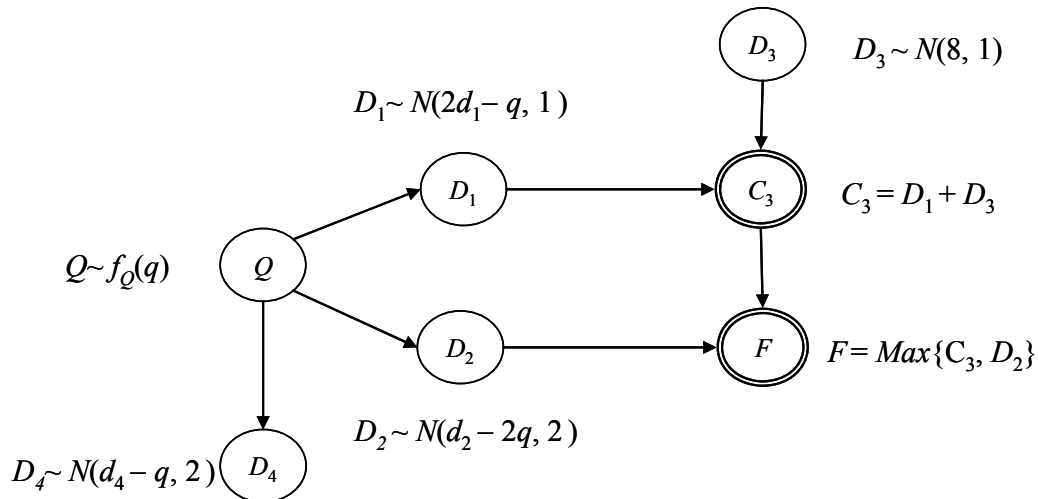 D₃
D₃ ~ N(8, 1)
D₁ ~ N(2d₁ – q, 1)
D₁
C₃
C₃ = D₁ + D₃
Q~ f_Q(q)
Q
D₂
F
F = Max{C₃, D₂}
D₂ ~ N(d₂ – 2q, 2)
D₄ ~ N(d₄ – q, 2)
D₄